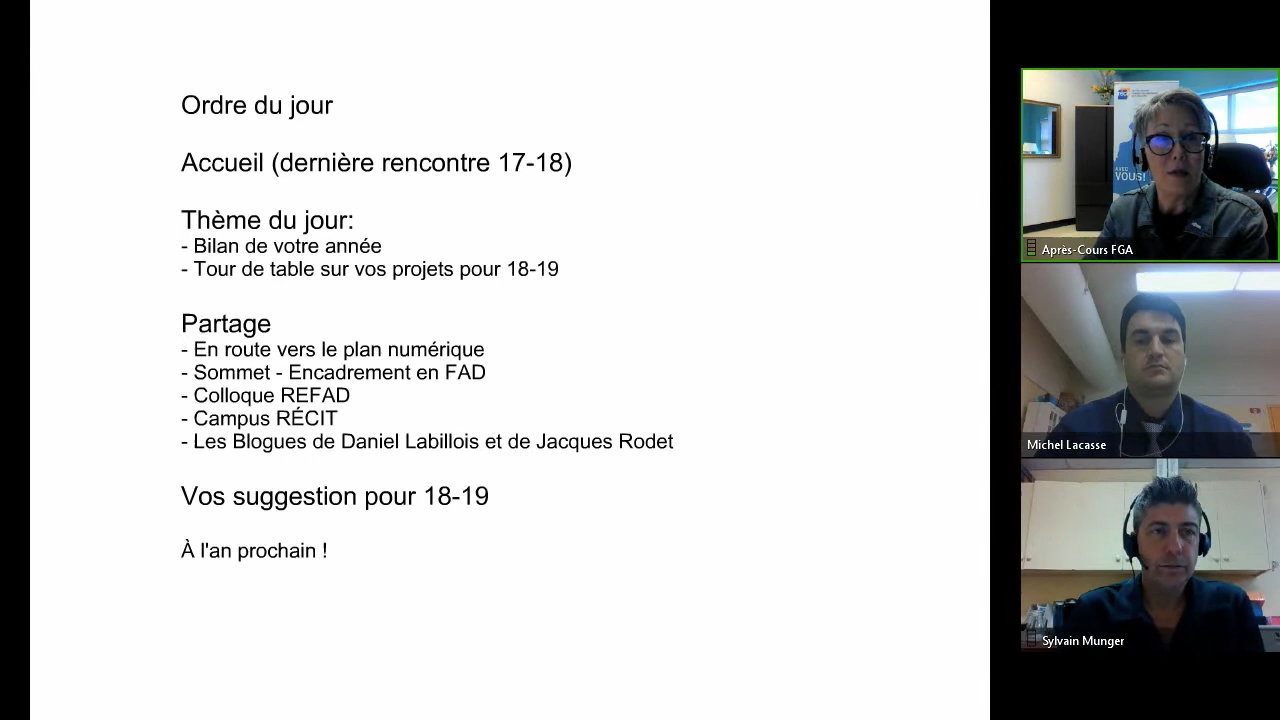 Ordre du jour
Accueil (dernière rencontre 17-18)
Thème du jour:
- Bilan de votre année
- Tour de table sur vos projets pour 18-19
Partage
- En route vers le plan numérique
- Sommet - Encadrement en FAD
- Colloque REFAD
- Campus RÉCIT
- Les Blogues de Daniel Labillois et de Jacques Rodet
Vos suggestion pour 18-19
À l'an prochain !
AVEC
VOUS!
Après-Cours FGA
Michel Lacasse
Sylvain Munger